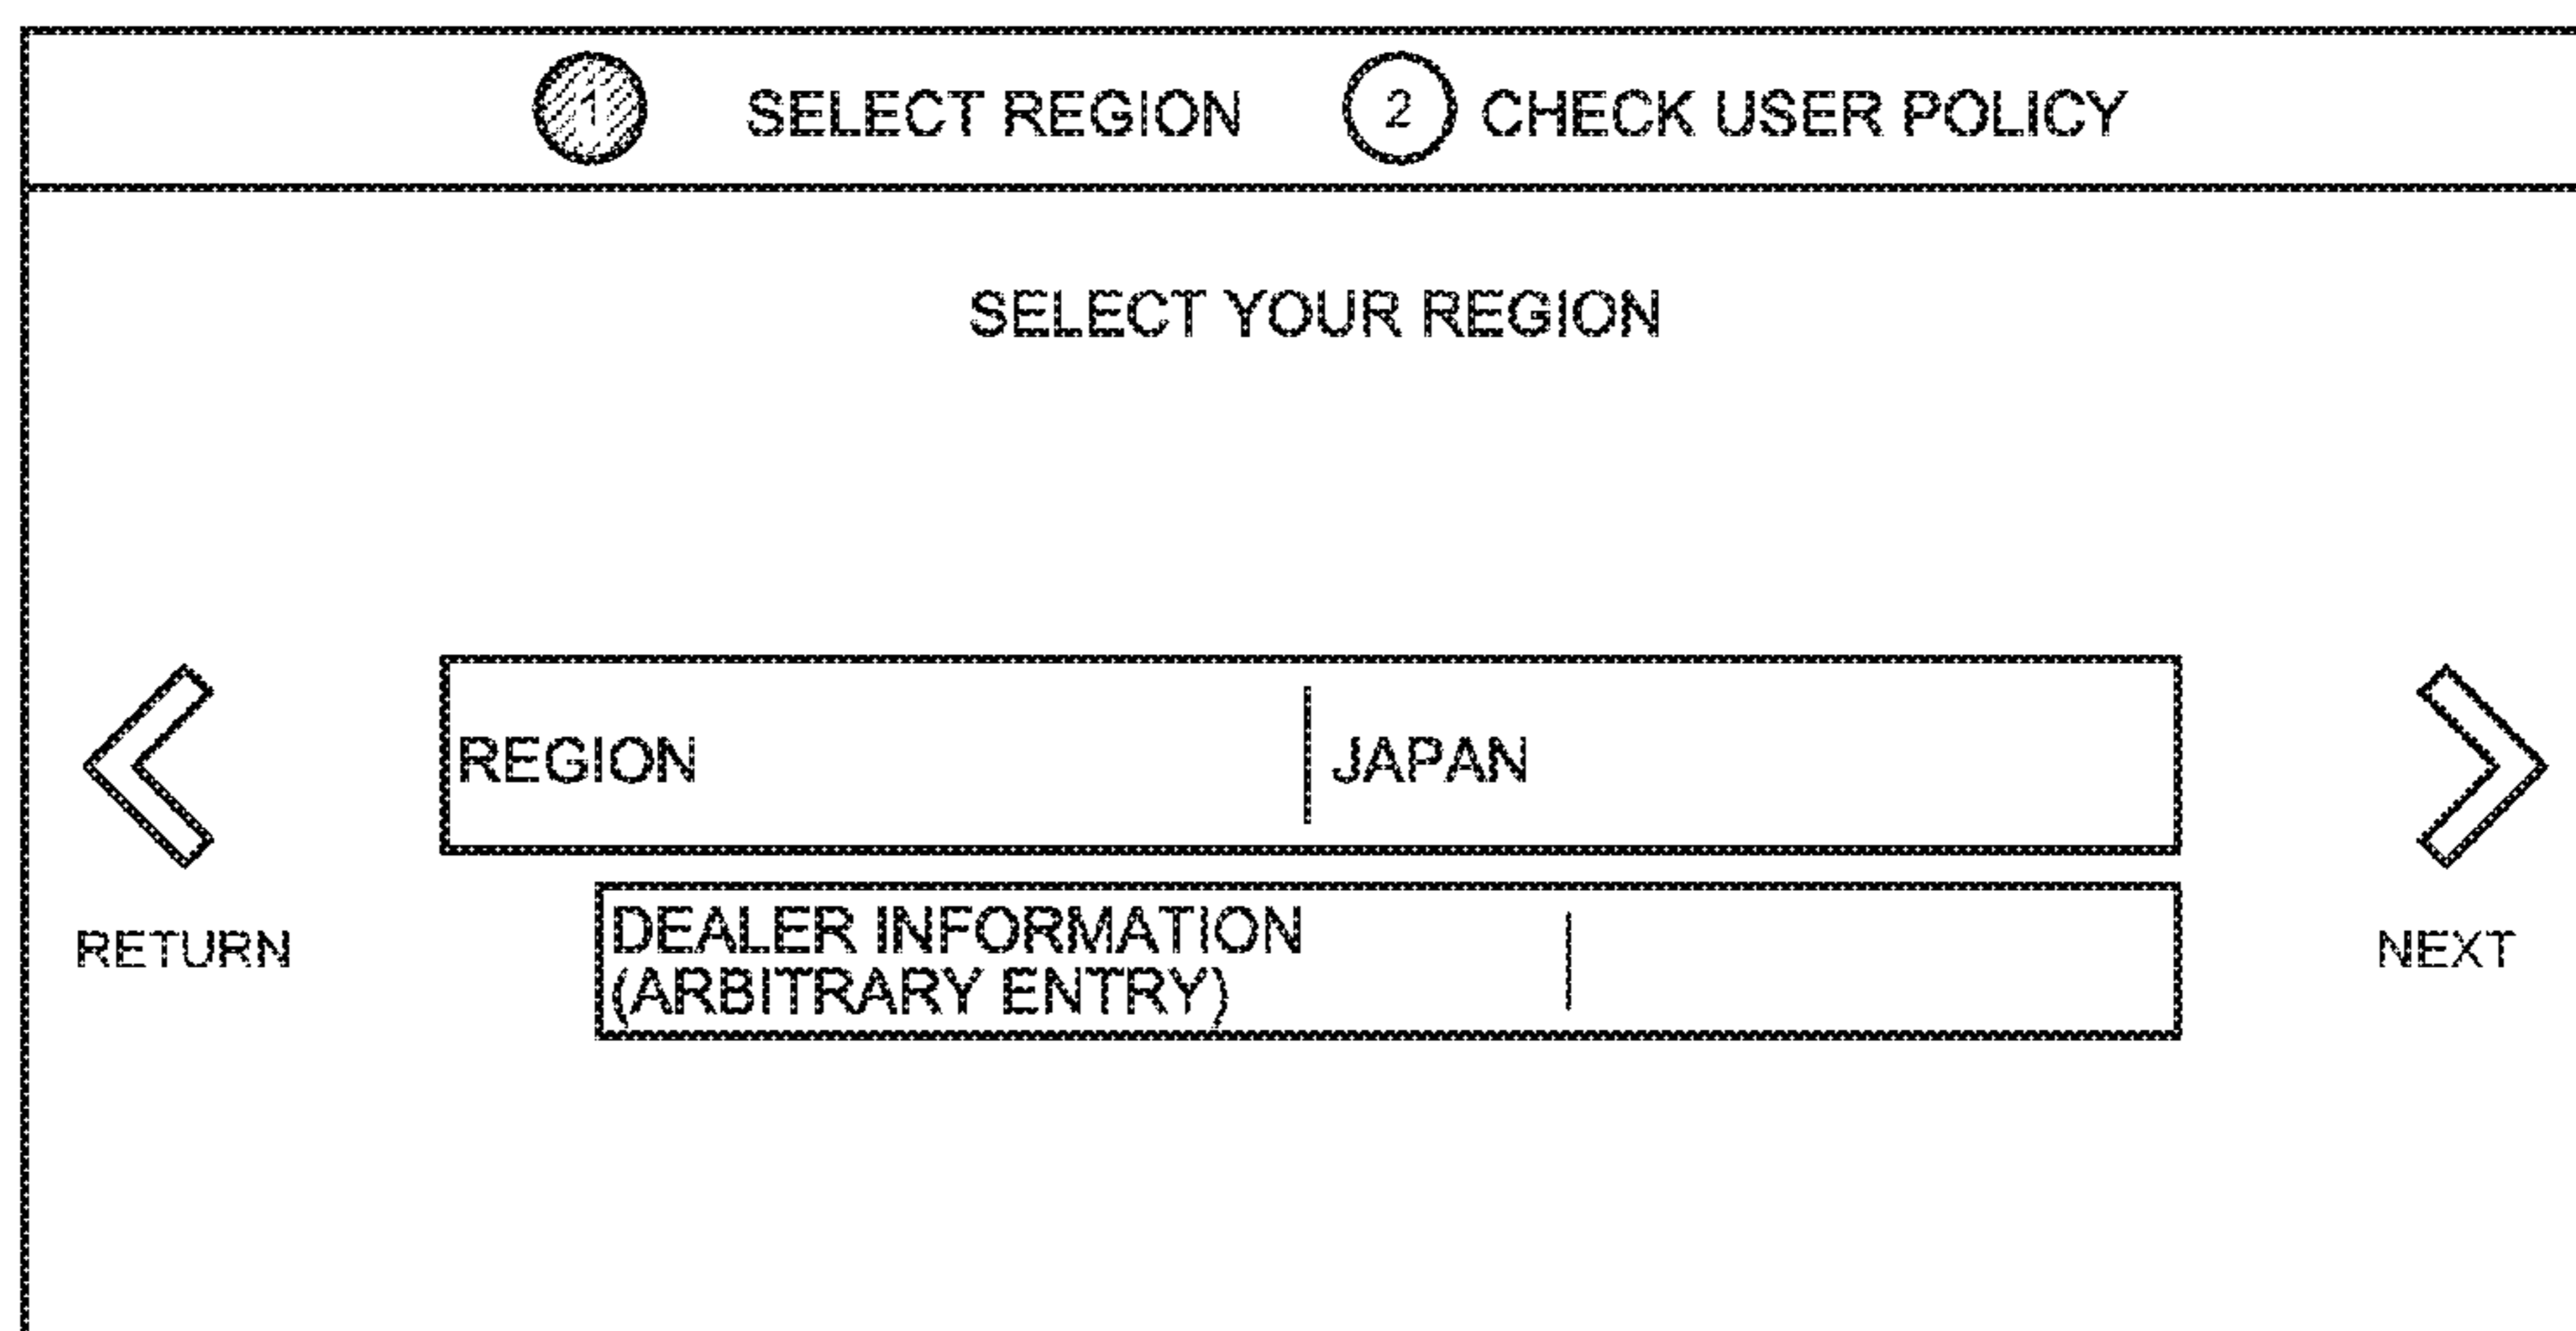 1 SELECT REGION 2 CHECK USER POLICY
SELECT YOUR REGION
REGION JAPAN
DEALER INFORMATION
(ARBITRARY ENTRY)
RETURN NEXT